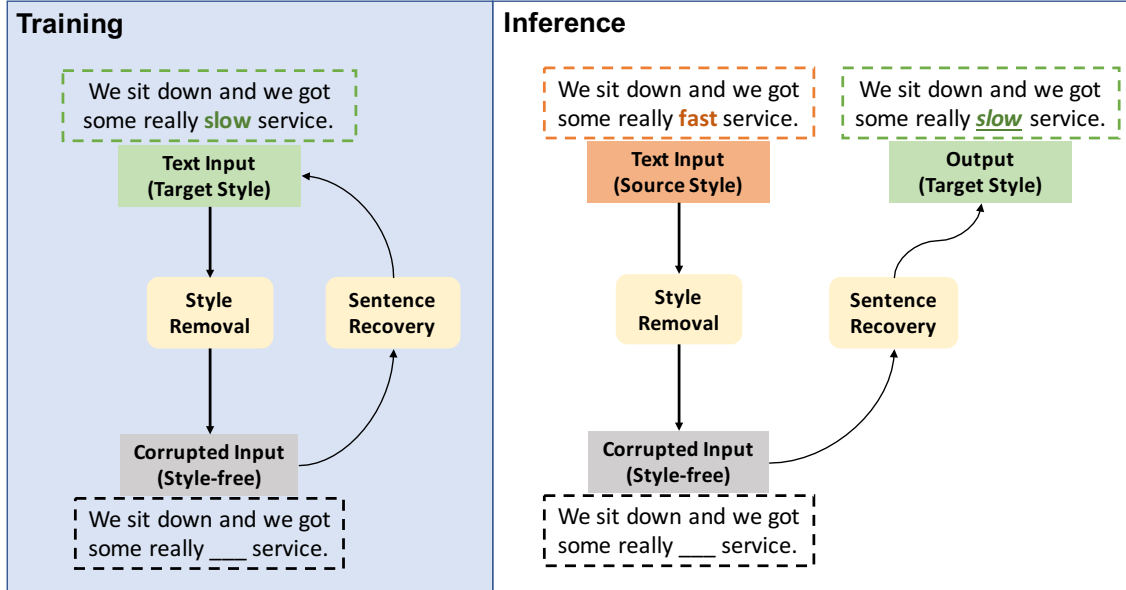 Training
We sit down and we got
some really slow service.
Text Input
(Target Style)
Style
Removal
Sentence
Recovery
Corrupted Input
(Style-free)
We sit down and we got
some really ___ service.
Inference
We sit down and we got
some really fast service.
Text Input
(Source Style)
We sit down and we got
some really slow service.
Output
(Target Style)
Style
Removal
Sentence
Recovery
Corrupted Input
(Style-free)
We sit down and we got
some really ___ service.